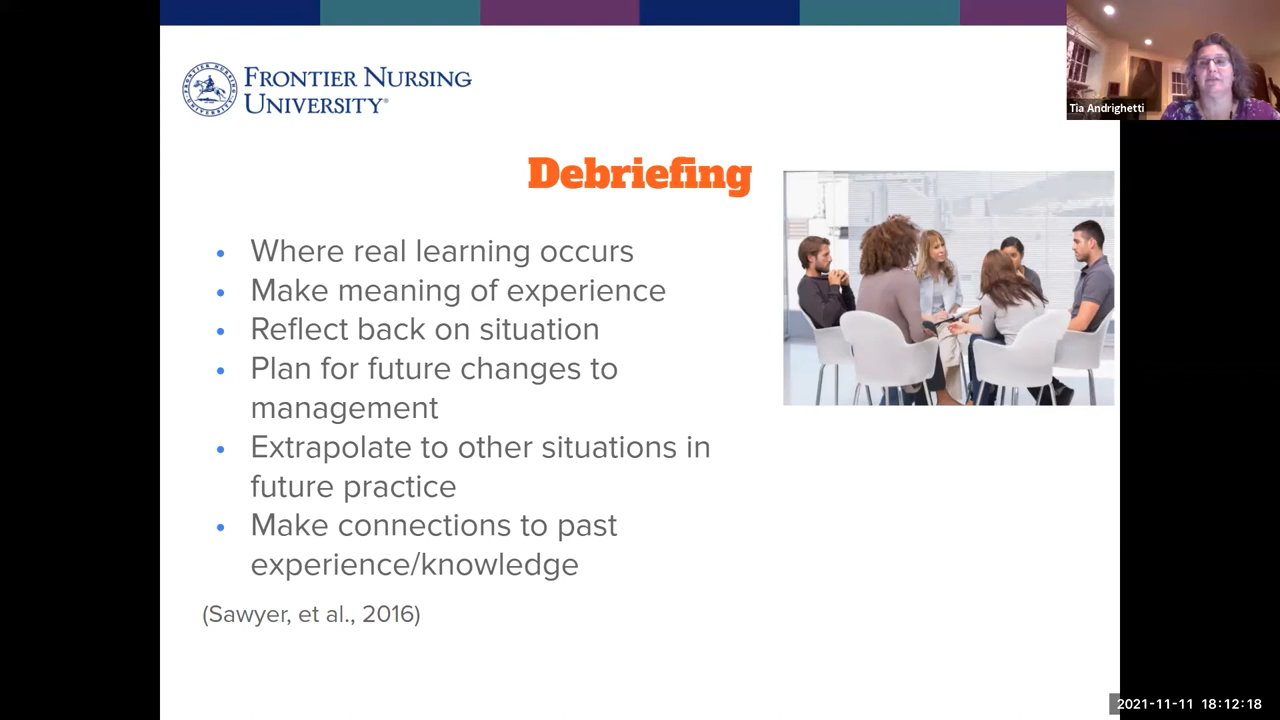 FRONTIER NURSING
UNIVERSITY®
Tia Andrighetti
Debriefing
• Where real learning occurs
• Make meaning of experience
• Reflect back on situation
• Plan for future changes to
management
• Extrapolate to other situations in
future practice
• Make connections to past
experience/knowledge
(Sawyer, et al., 2016)
2021-11-11 18:12:18